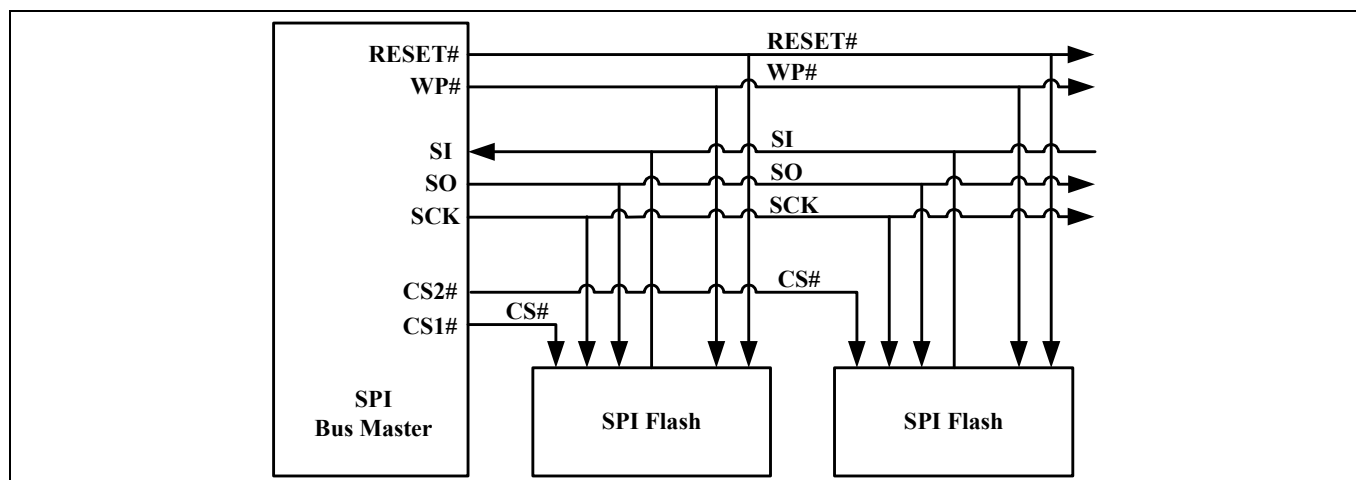 RESET#
RESET#
WP#
WP#
SI
SI
SO
SO
SCK
SCK
CS2#
CS#
CS1#
CS#
SPI
Bus Master
SPI Flash
SPI Flash